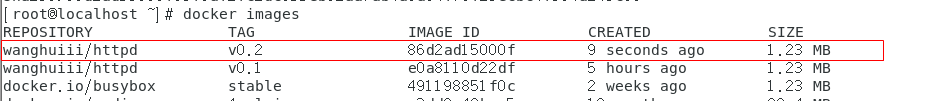 [root@localhost ~]# docker images
REPOSITORY TAG IMAGE ID CREATED SIZE
wanghuiii/httpd v0.2 86d2ad15000f 9 seconds ago 1.23 MB
wanghuiii/httpd v0.1 e0a8110d22df 5 hours ago 1.23 MB
docker.io/busybox stable 491198851f0c 2 weeks ago 1.23 MB